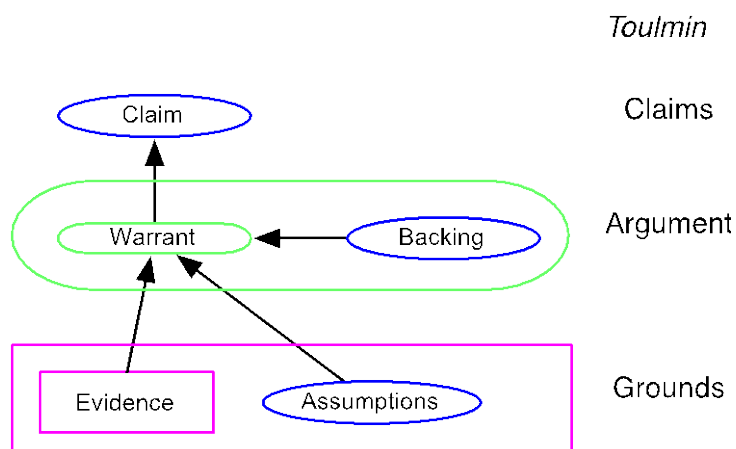 Toulmin
Claim
Claims
Warrant
Backing
Argument
Evidence
Assumptions
Grounds